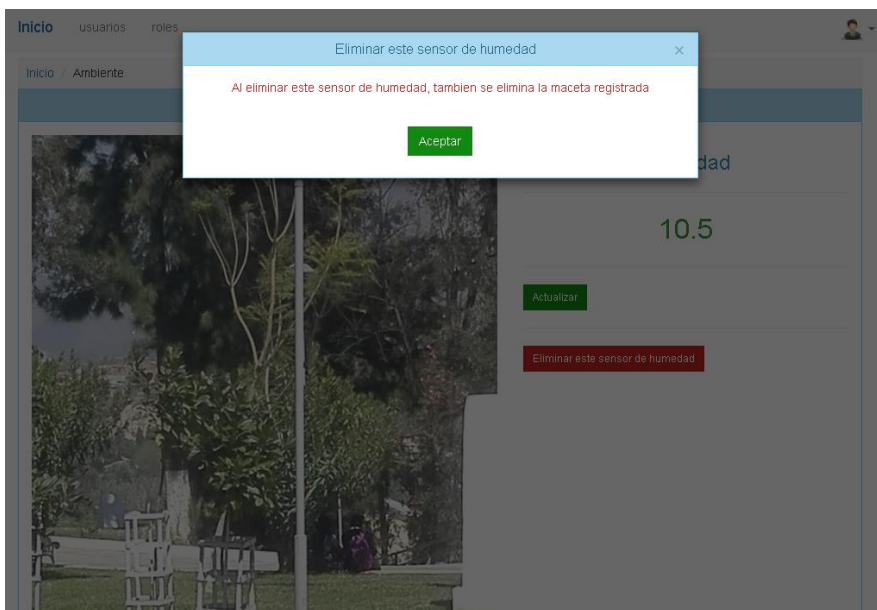 Inicio usuarios roles
Eliminar este sensor de humedad ×
Inicio / Ambiente
Al eliminar este sensor de humedad, tambien se elimina la maceta registrada
Aceptar
dad
10.5
Actualizar
Eliminar este sensor de humedad